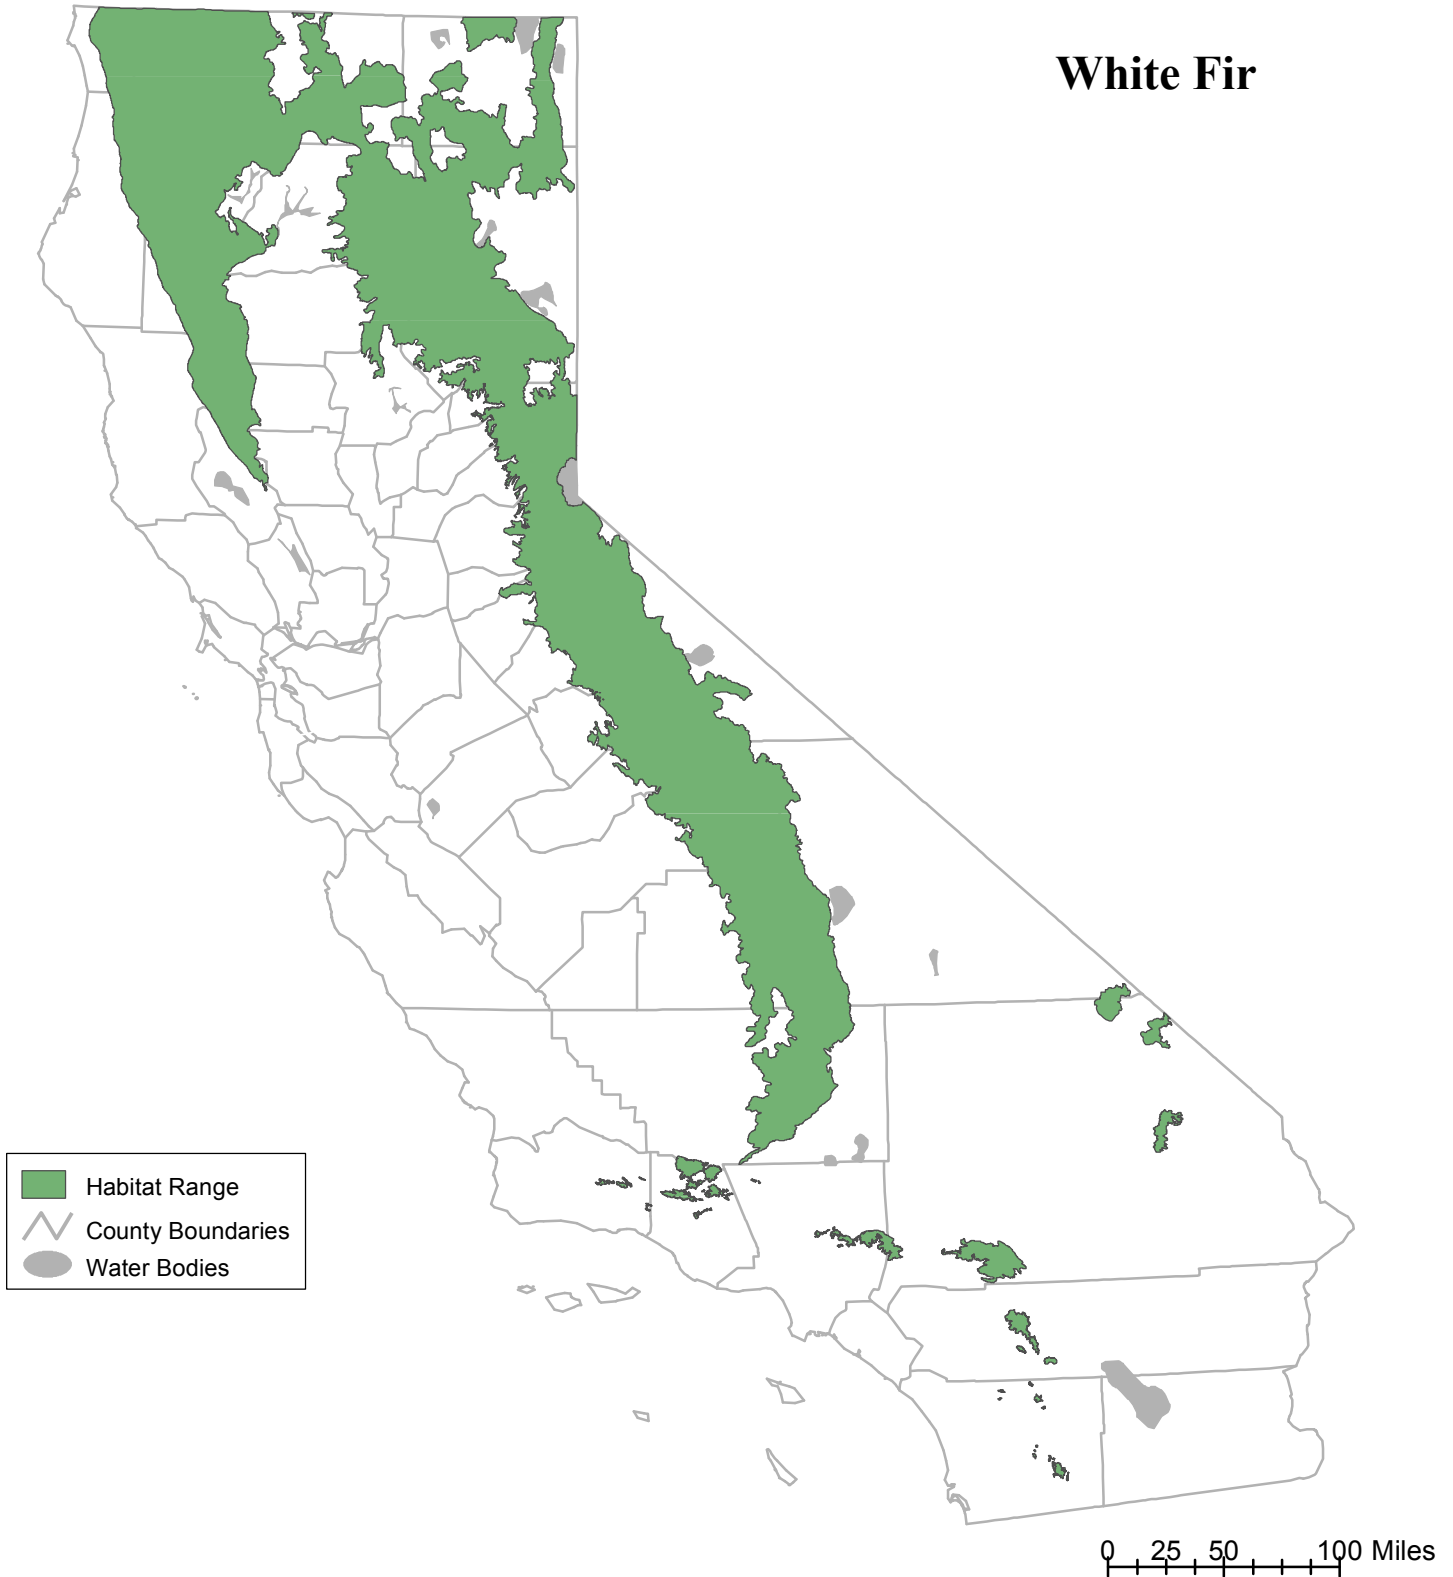 White Fir
Habitat Range
County Boundaries
Water Bodies
0 25 50 100 Miles